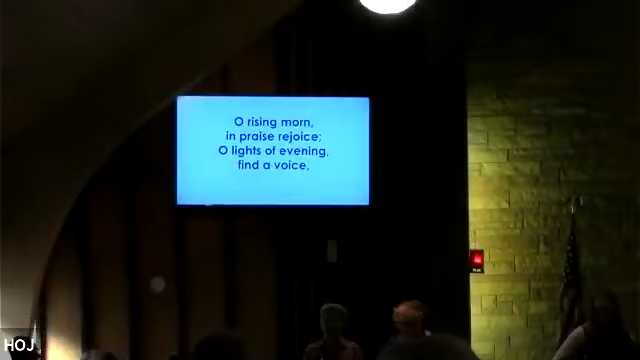 O rising morn,
in praise rejoice;
O lights of evening,
find a voice,
HOJ